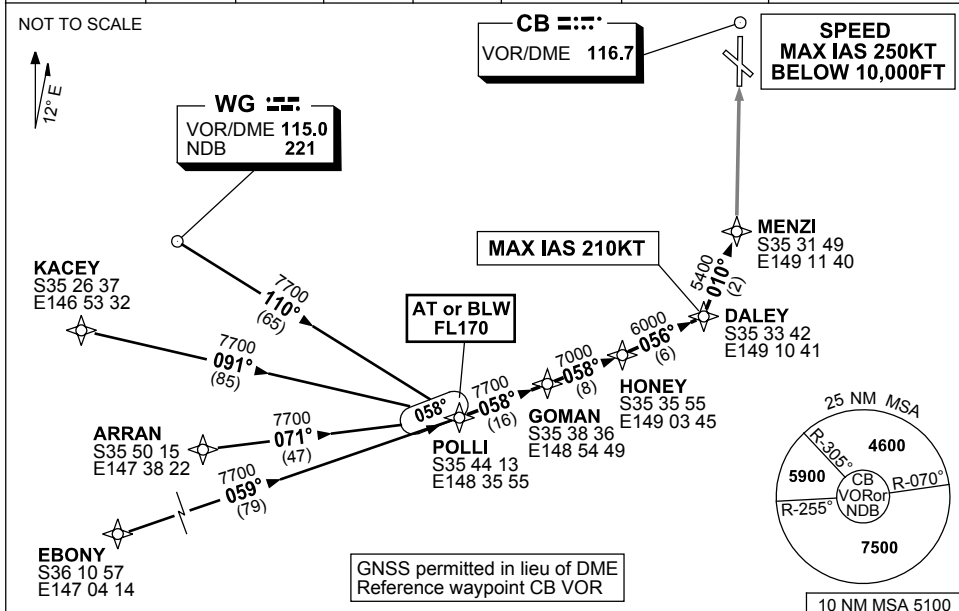 NOT TO SCALE
12° E
CB
VOR/DME 116.7
SPEED
MAX IAS 250KT
BELOW 10,000FT
WG
VOR/DME 115.0
NDB 221
KACEY
S35 26 37
E146 53 32
7700
110°
(65)
7700
091°
(85)
MAX IAS 210KT
AT or BLW
FL170
MENZI
S35 31 49
E149 11 40
5400
010°
(2)
DALEY
S35 33 42
E149 10 41
6000
056°
(6)
HONEY
S35 35 55
E149 03 45
7000
058°
(8)
GOMAN
S35 38 36
E148 54 49
7700
058°
(16)
058°
POLLI
S35 44 13
E148 35 55
ARRAN
S35 50 15
E147 38 22
7700
071°
(47)
7700
059°
(79)
EBONY
S36 10 57
E147 04 14
GNSS permitted in lieu of DME
Reference waypoint CB VOR
25 NM MSA
4600
R-305°
5900
CB
VORor
NDB
R-070°
R-255°
7500
10 NM MSA 5100